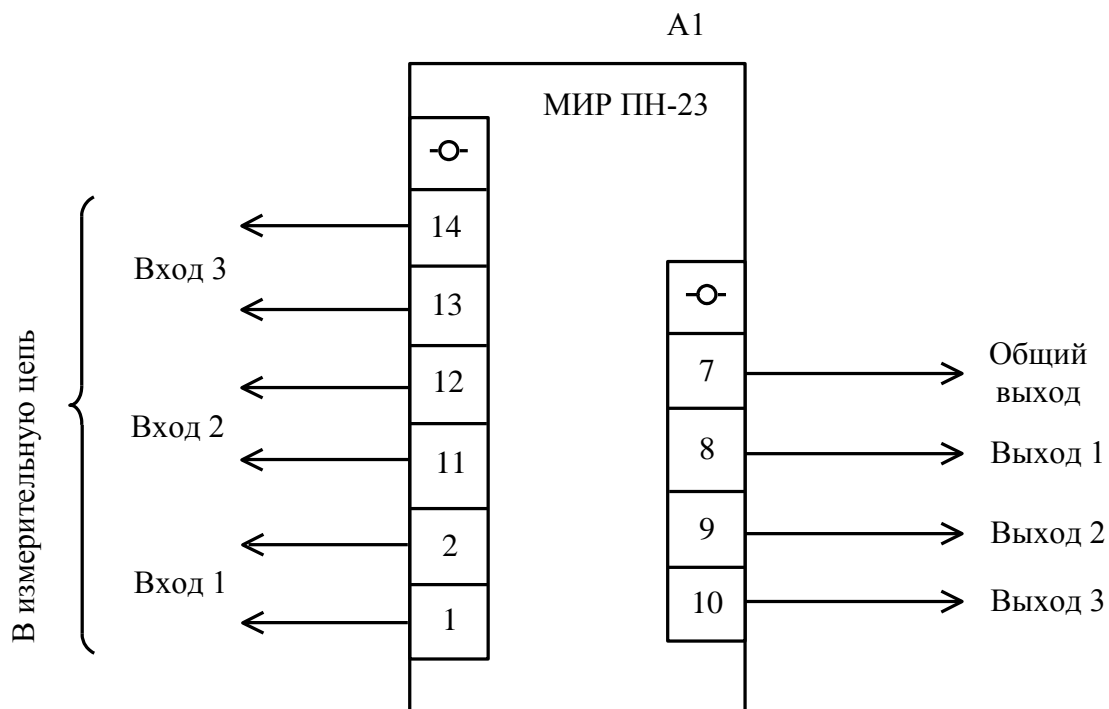 А1
МИР ПН-23
В измерительную цепь
Вход 3
Вход 2
Вход 1
14
13
12
11
2
1
7
8
9
10
Общий
выход
Выход 1
Выход 2
Выход 3